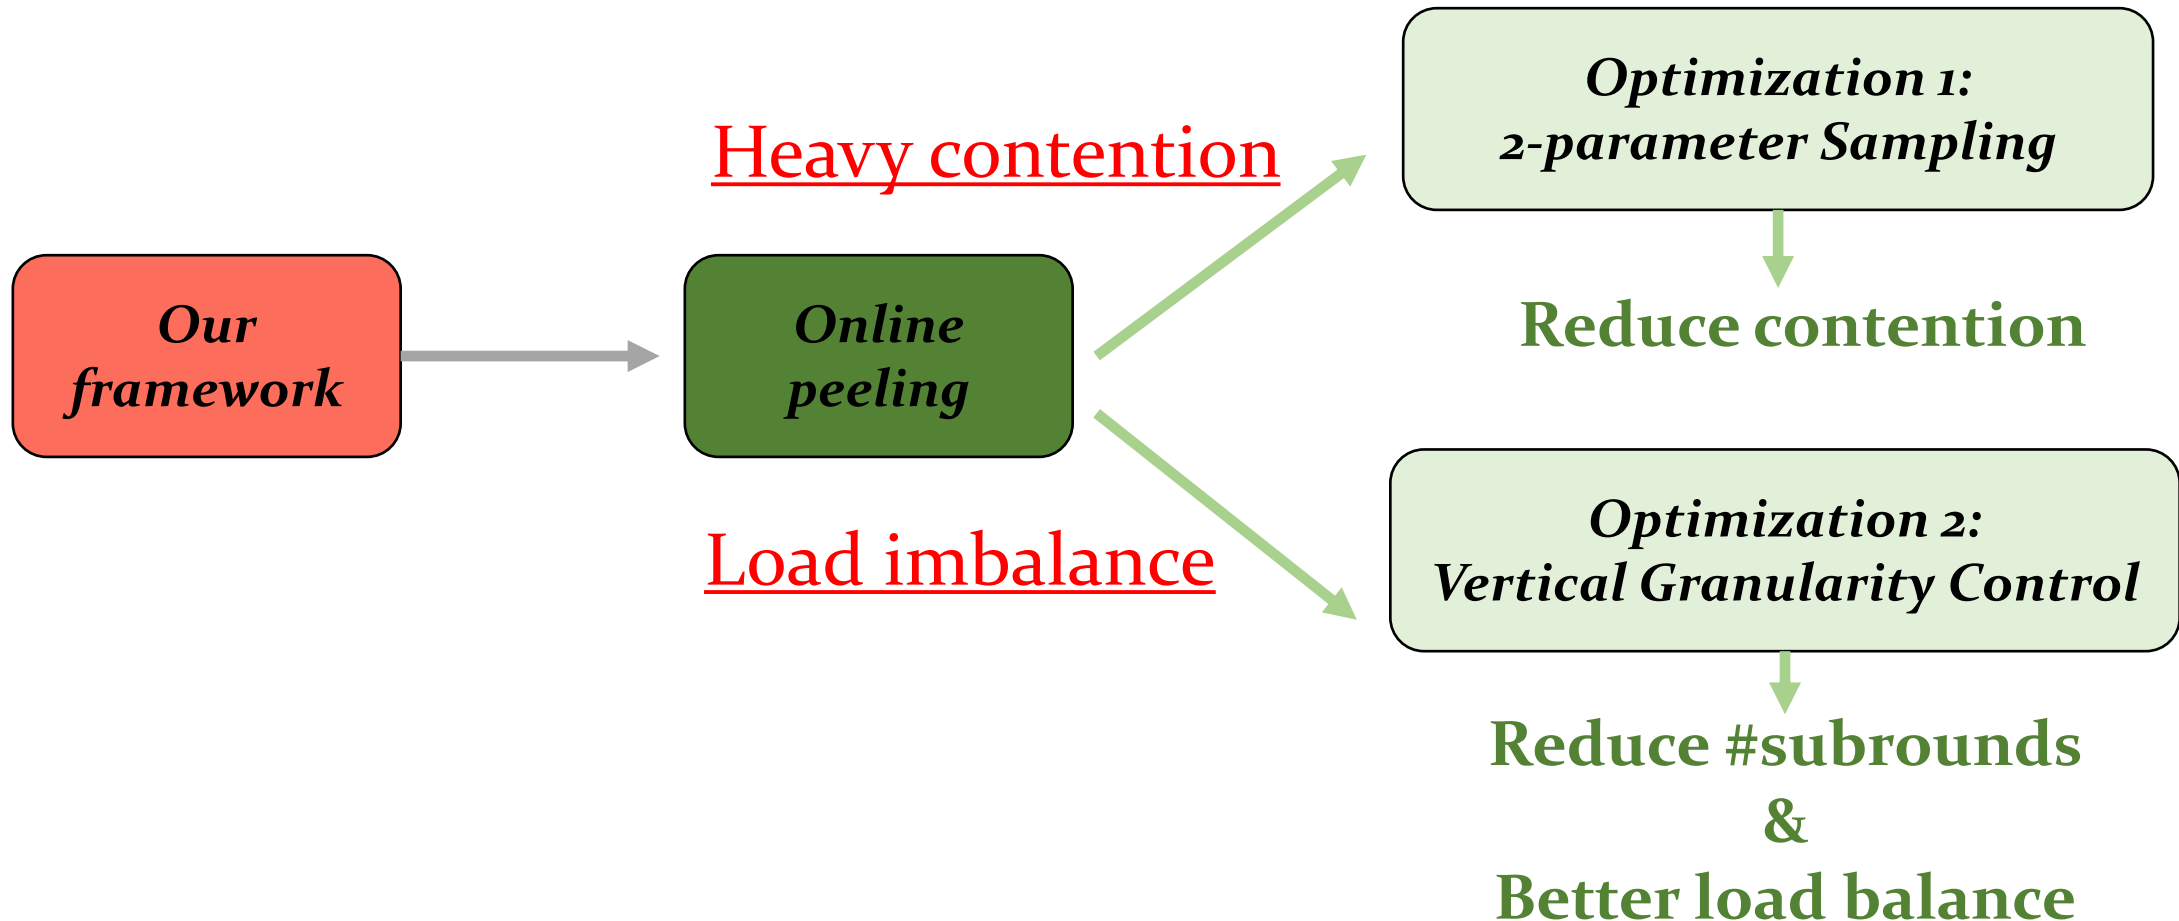 Our
framework
Heavy contention
Online
peeling
Load imbalance
Optimization 1:
2-parameter Sampling
Reduce contention
Optimization 2:
Vertical Granularity Control
Reduce #subrounds
&
Better load balance